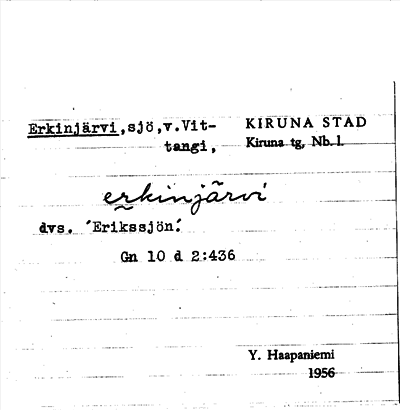 Erkinjärvi, sjö, v. Vit- KIRUNA STAD
tangi, Kiruna tg, Nb. l.
erkinjärvi
dvs. 'Erikssjön'.
Gn 10 d 2:436
Y. Haapaniemi
1956